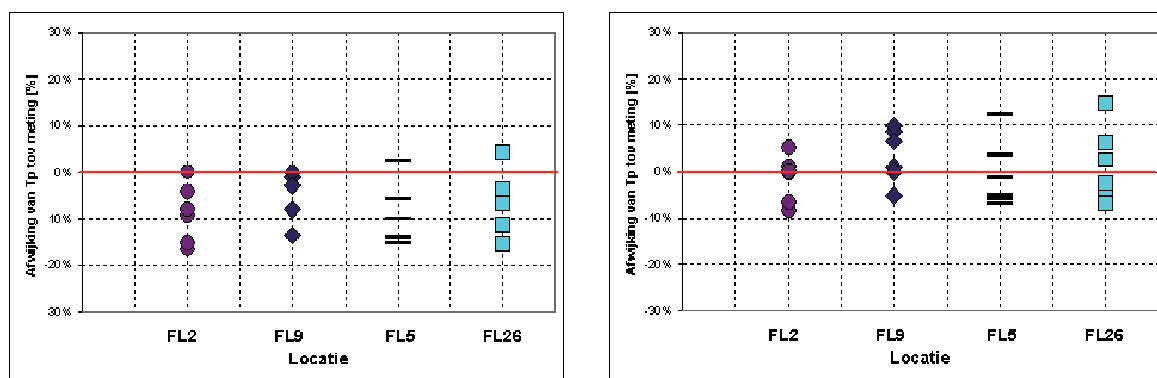 Afwijking van Tp tov meting [%]
30%
20%
10%
0%
-10%
-20%
30%
FL2
FL9
FL5
FL26
Locatie
Afwijking van Tp tov meting [%]
30%
20%
10%
0%
-10%
-20%
-30%
FL2
FL9
FL5
FL26
Locatie